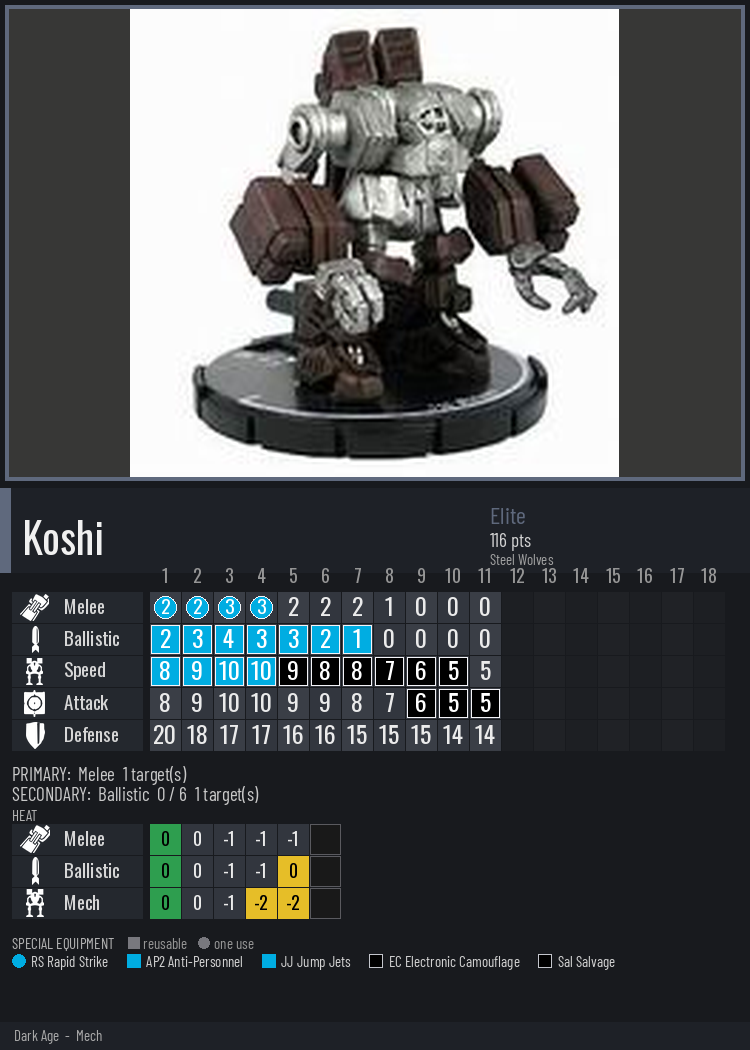 Koshi
Elite
116 pts
Steel Wolves
1 2 3 4 5 6 7 8 9 10 11 12 13 14 15 16 17 18
Melee 2 2 3 3 2 2 2 1 0 0 0
Ballistic 2 3 4 3 3 2 1 0 0 0 0
Speed 8 9 10 10 9 8 8 7 6 5 5
Attack 8 9 10 10 9 9 8 7 6 5 5
Defense 20 18 17 17 16 16 15 15 15 14 14
PRIMARY: Melee 1 target(s)
SECONDARY: Ballistic 0 / 6 1 target(s)
HEAT
Melee 0 0 -1 -1 -1
Ballistic 0 0 -1 -1 0
Mech 0 0 -1 -2 -2
SPECIAL EQUIPMENT reusable one use
RS Rapid Strike AP2 Anti-Personnel JJ Jump Jets EC Electronic Camouflage Sal Salvage
Dark Age - Mech